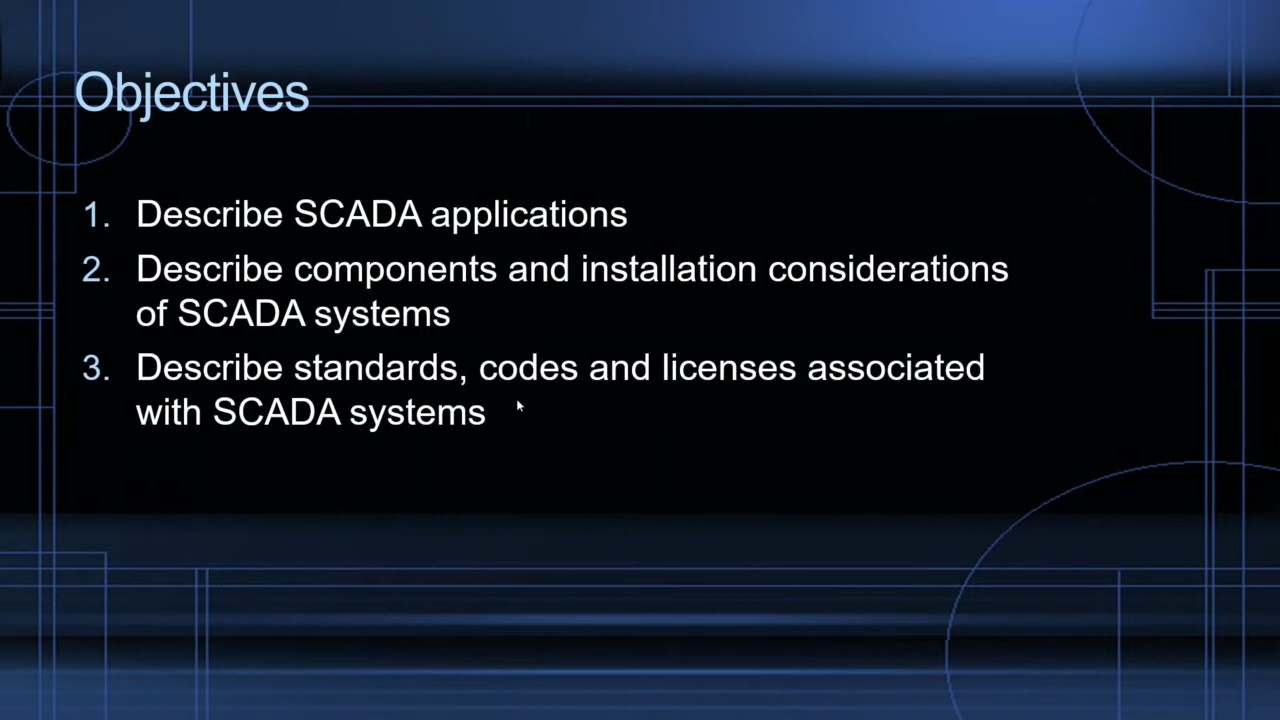 Objectives
1. Describe SCADA applications
2. Describe components and installation considerations
of SCADA systems
3. Describe standards, codes and licenses associated
with SCADA systems